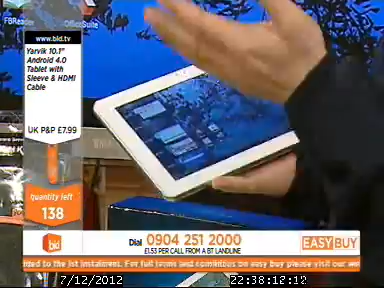 FBReader
OfficeSuite
www.bid.tv
Yarvik 10.1"
Android 4.0
Tablet with
Sleeve & HDMI
Cable
UK P&P £7.99
quantity left
138
bid
Dial 0904 251 2000
£1.53 PER CALL FROM A BT LANDLINE
EASY BUY
ited to the 1st instalment. For full terms and conditions on easy buy please visit our we
7/12/2012
22:38:12:12